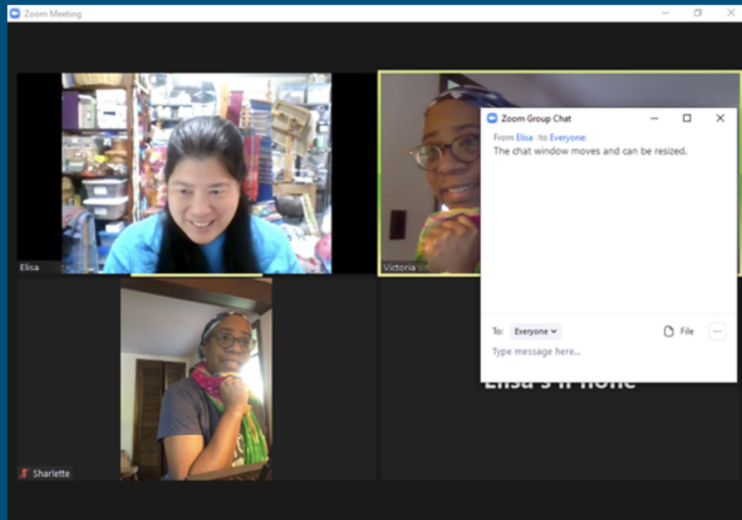 Zoom Meeting
Elisa
Victoria
Zoom Group Chat
From Elisa to Everyone:
The chat window moves and can be resized.
To: Everyone
File
Type message here...
Sharlette